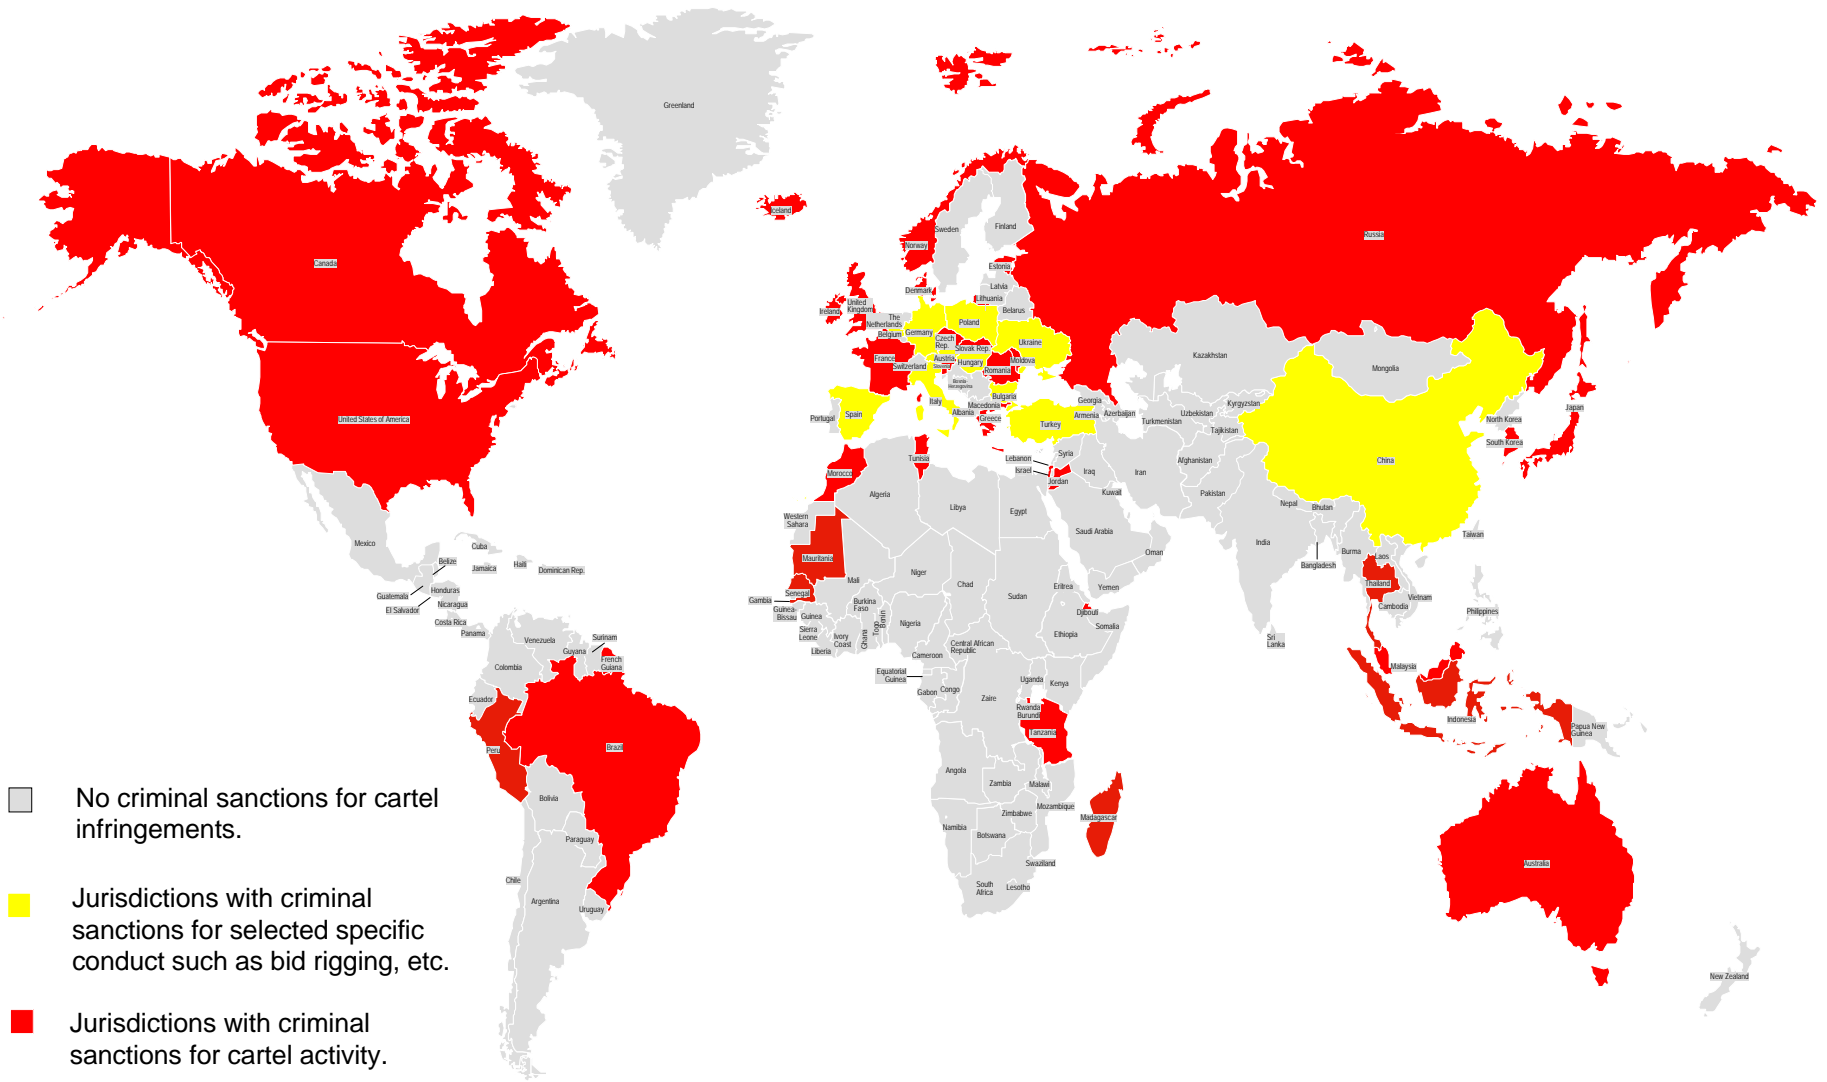 Greenland
Iceland
Norway
Sweden
Finland
Russia
Canada
Estonia
Latvia
Denmark
Lithuania
United
Kingdom
Ireland
Belarus
The
Netherlands
Belgium
Germany
Poland
Czech
Rep.
Slovak Rep.
Ukraine
France
Switzerland
Austria
Slovenia
Hungary
Moldova
Romania
Bosnia-
Herzegovina
Kazakhstan
Mongolia
Italy
Bulgaria
Macedonia
Albania
Greece
Georgia
Armenia
Azerbaijan
Turkmenistan
Uzbekistan
Kyrgyzstan
Tajikistan
United States of America
Portugal
Spain
Turkey
North Korea
South Korea
Japan
China
Morocco
Tunisia
Lebanon
Israel
Syria
Jordan
Iraq
Iran
Kuwait
Afghanistan
Pakistan
Nepal
Bhutan
Algeria
Libya
Egypt
Saudi Arabia
Oman
India
Bangladesh
Burma
Laos
Taiwan
Western
Sahara
Mexico
Cuba
Haiti
Dominican Rep.
Jamaica
Belize
Guatemala
Honduras
El Salvador
Nicaragua
Costa Rica
Panama
Mauritania
Mali
Niger
Chad
Sudan
Eritrea
Yemen
Djibouti
Somalia
Ethiopia
Senegal
Gambia
Guinea-
Bissau
Guinea
Sierra
Leone
Liberia
Ivory
Coast
Burkina
Faso
Ghana
Togo
Benin
Nigeria
Cameroon
Central African
Republic
Thailand
Vietnam
Cambodia
Philippines
Sri
Lanka
Malaysia
Indonesia
Papua New
Guinea
Venezuela
Surinam
Guyana
French
Guiana
Colombia
Ecuador
Peru
Brazil
Equatorial
Guinea
Gabon
Congo
Zaire
Uganda
Kenya
Rwanda
Burundi
Tanzania
Angola
Zambia
Malawi
Mozambique
Zimbabwe
Namibia
Botswana
Madagascar
Swaziland
South
Africa
Lesotho
Bolivia
Paraguay
Chile
Argentina
Uruguay
Australia
New Zealand
No criminal sanctions for cartel
infringements.
Jurisdictions with criminal
sanctions for selected specific
conduct such as bid rigging, etc.
Jurisdictions with criminal
sanctions for cartel activity.